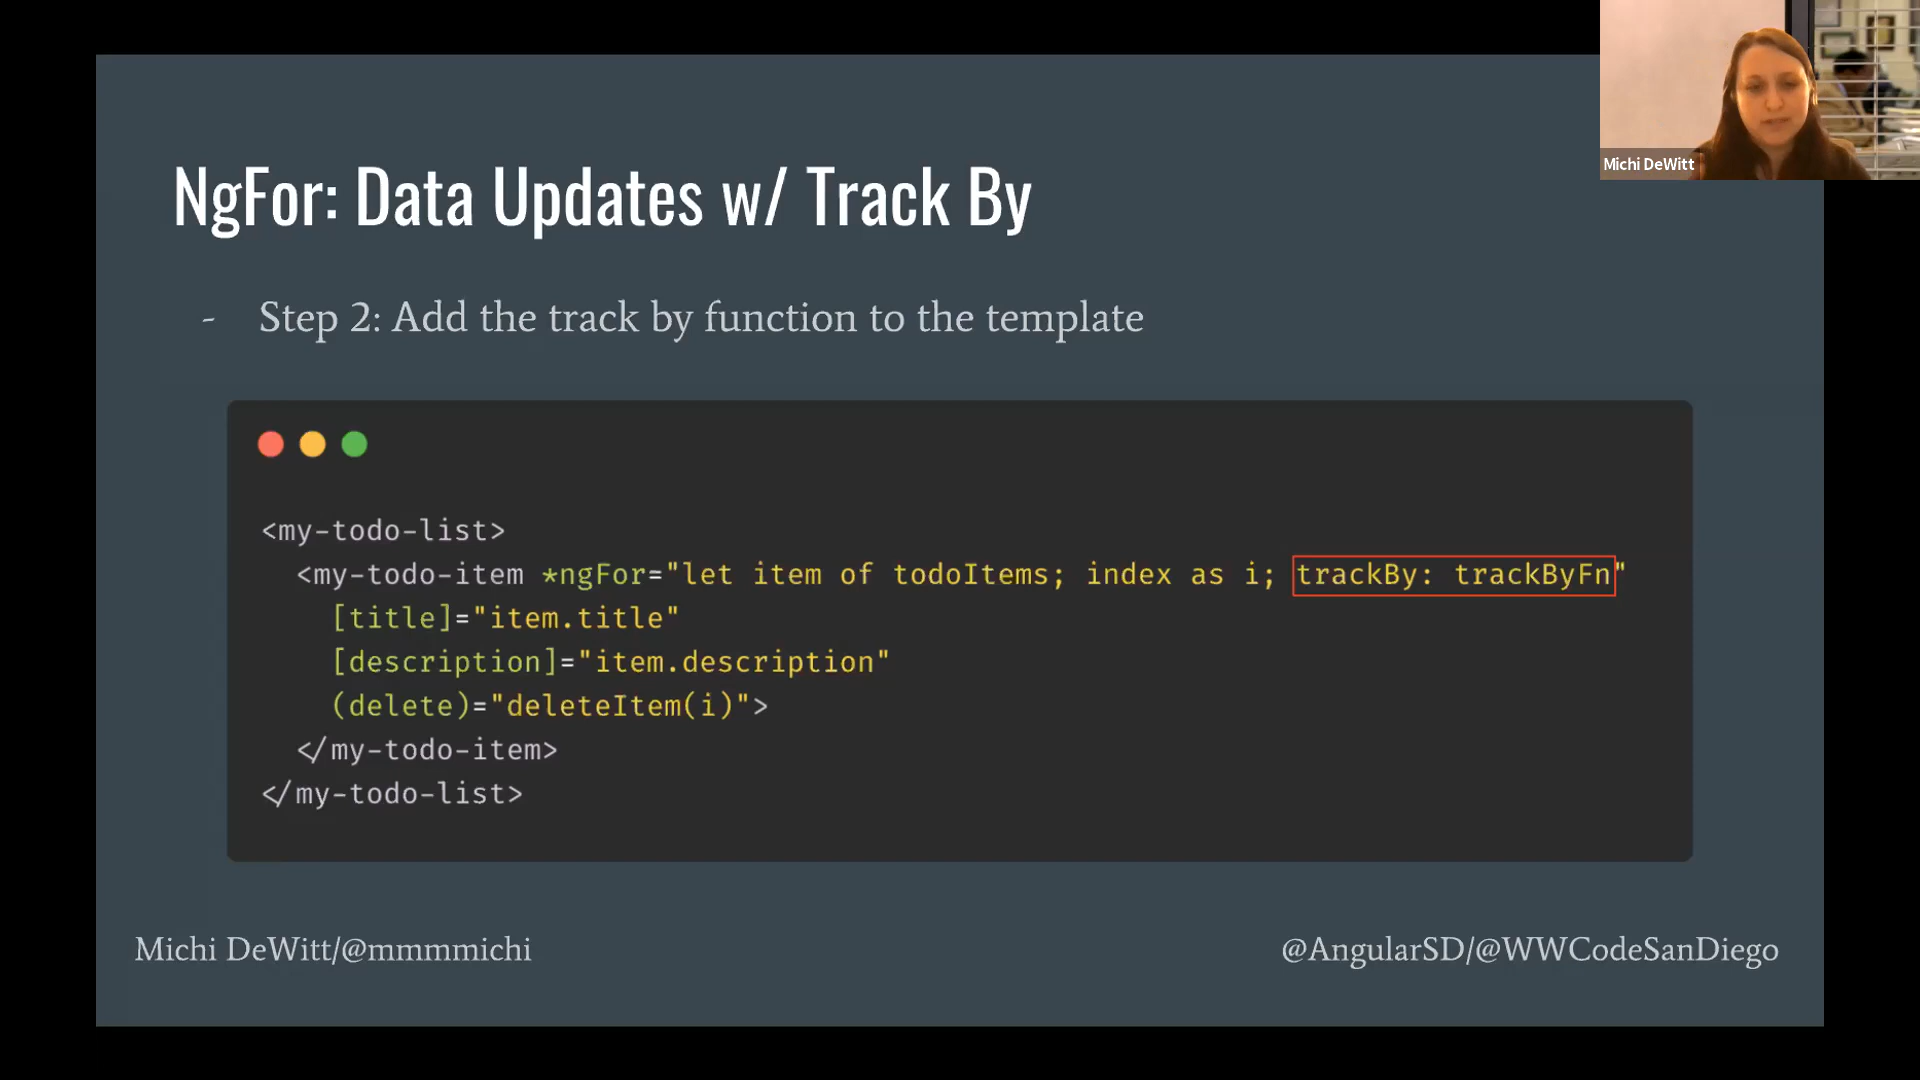 Michi DeWitt
NgFor: Data Updates w/ Track By
- Step 2: Add the track by function to the template
<my-todo-list>
<my-todo-item *ngFor="let item of todoItems; index as i; trackBy: trackByFn"
[title]="item.title"
[description]="item.description"
(delete)="deleteItem(i)">
</my-todo-item>
</my-todo-list>
Michi DeWitt/@mmmmichi
@AngularSD/@WWCodeSanDiego